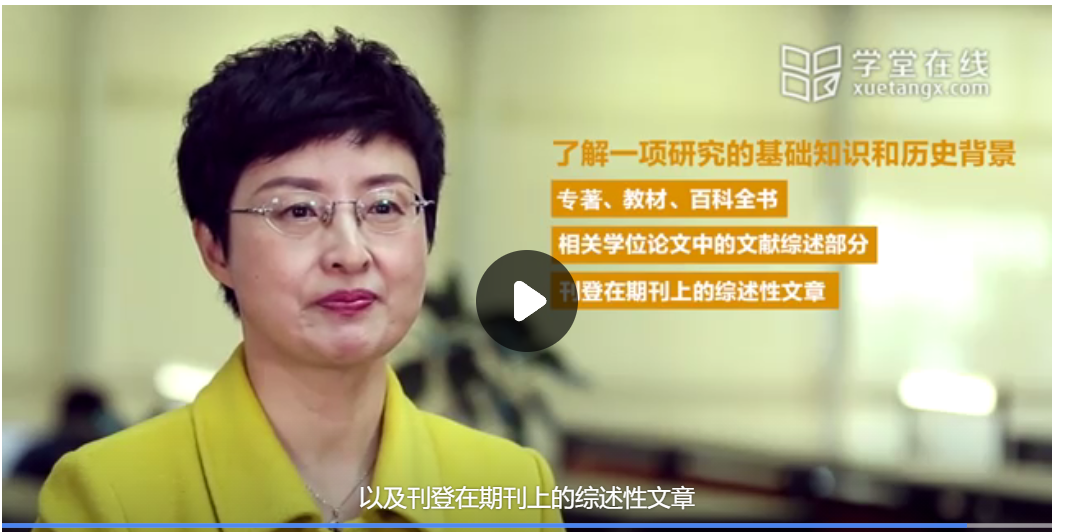 学堂在线
xuetangx.com
了解一项研究的基础知识和历史背景
专著、教材、百科全书
相关学位论文中的文献综述部分
刊登在期刊上的综述性文章
以及刊登在期刊上的综述性文章